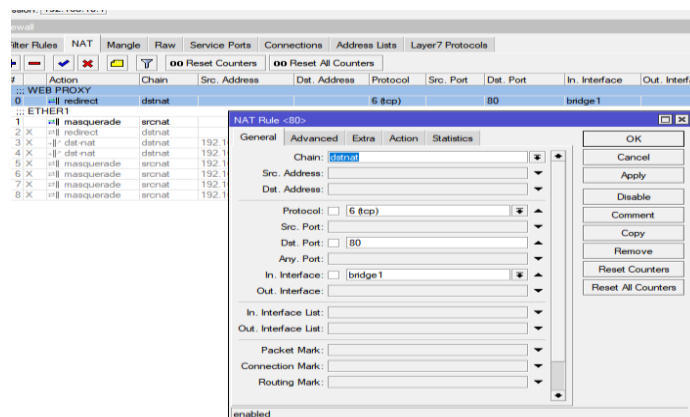 Firewall
Filter Rules NAT Mangle Raw Service Ports Connections Address Lists Layer7 Protocols
00 Reset Counters 00 Reset All Counters
# Action Chain Src. Address Dst. Address Protocol Src. Port Dst. Port In. Interface Out. Interf
::: WEB PROXY
0 redirect dstnat 6 (tcp) 80 bridge1
::: ETHER1
1 masquerade srcnat
2 X redirect dstnat
3 X dst-nat dstnat 192.1
4 X dst-nat dstnat 192.1
5 X masquerade srcnat 192.1
6 X masquerade srcnat 192.1
7 X masquerade srcnat 192.1
8 X masquerade srcnat 192.1
NAT Rule <80>
General Advanced Extra Action Statistics
Chain: dstnat
Src. Address:
Dst. Address:
Protocol: 6 (tcp)
Src. Port:
Dst. Port: 80
Any. Port:
In. Interface: bridge1
Out. Interface:
In. Interface List:
Out. Interface List:
Packet Mark:
Connection Mark:
Routing Mark:
OK
Cancel
Apply
Disable
Comment
Copy
Remove
Reset Counters
Reset All Counters
enabled